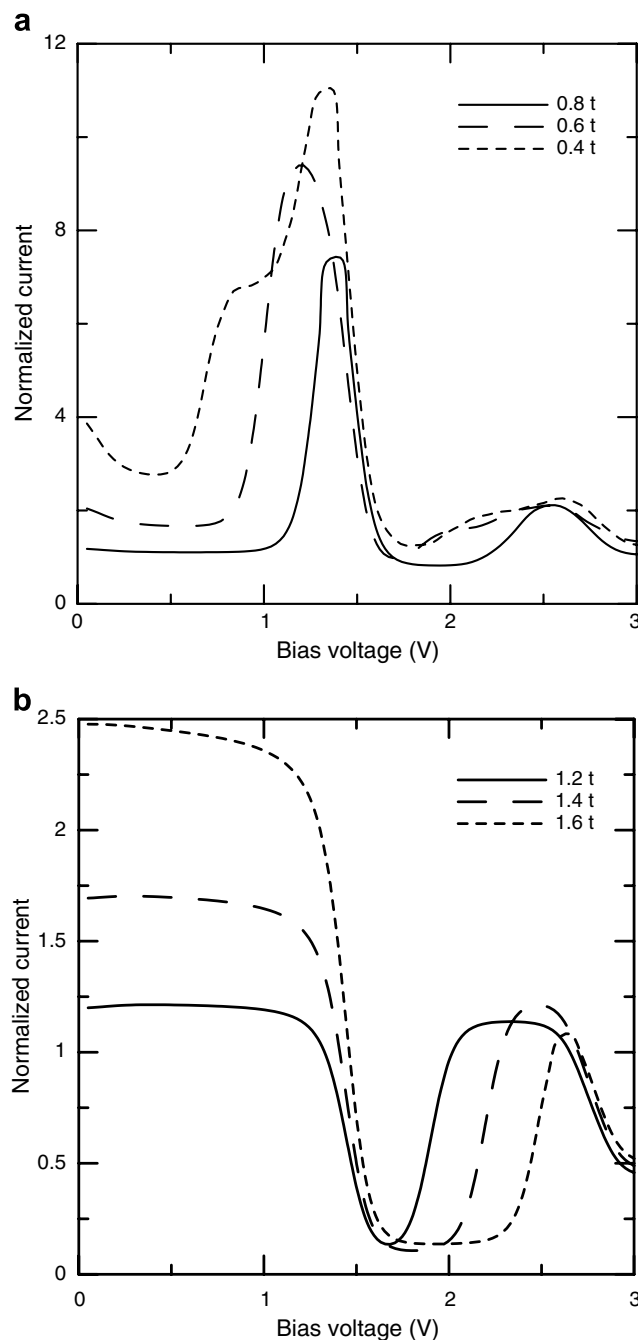 a
12
0.8 t
0.6 t
0.4 t
8
Normalized current
4
0
0 1 2 3
Bias voltage (V)
b
2.5
1.2 t
1.4 t
1.6 t
2
1.5
Normalized current
1
0.5
0
0 1 2 3
Bias voltage (V)